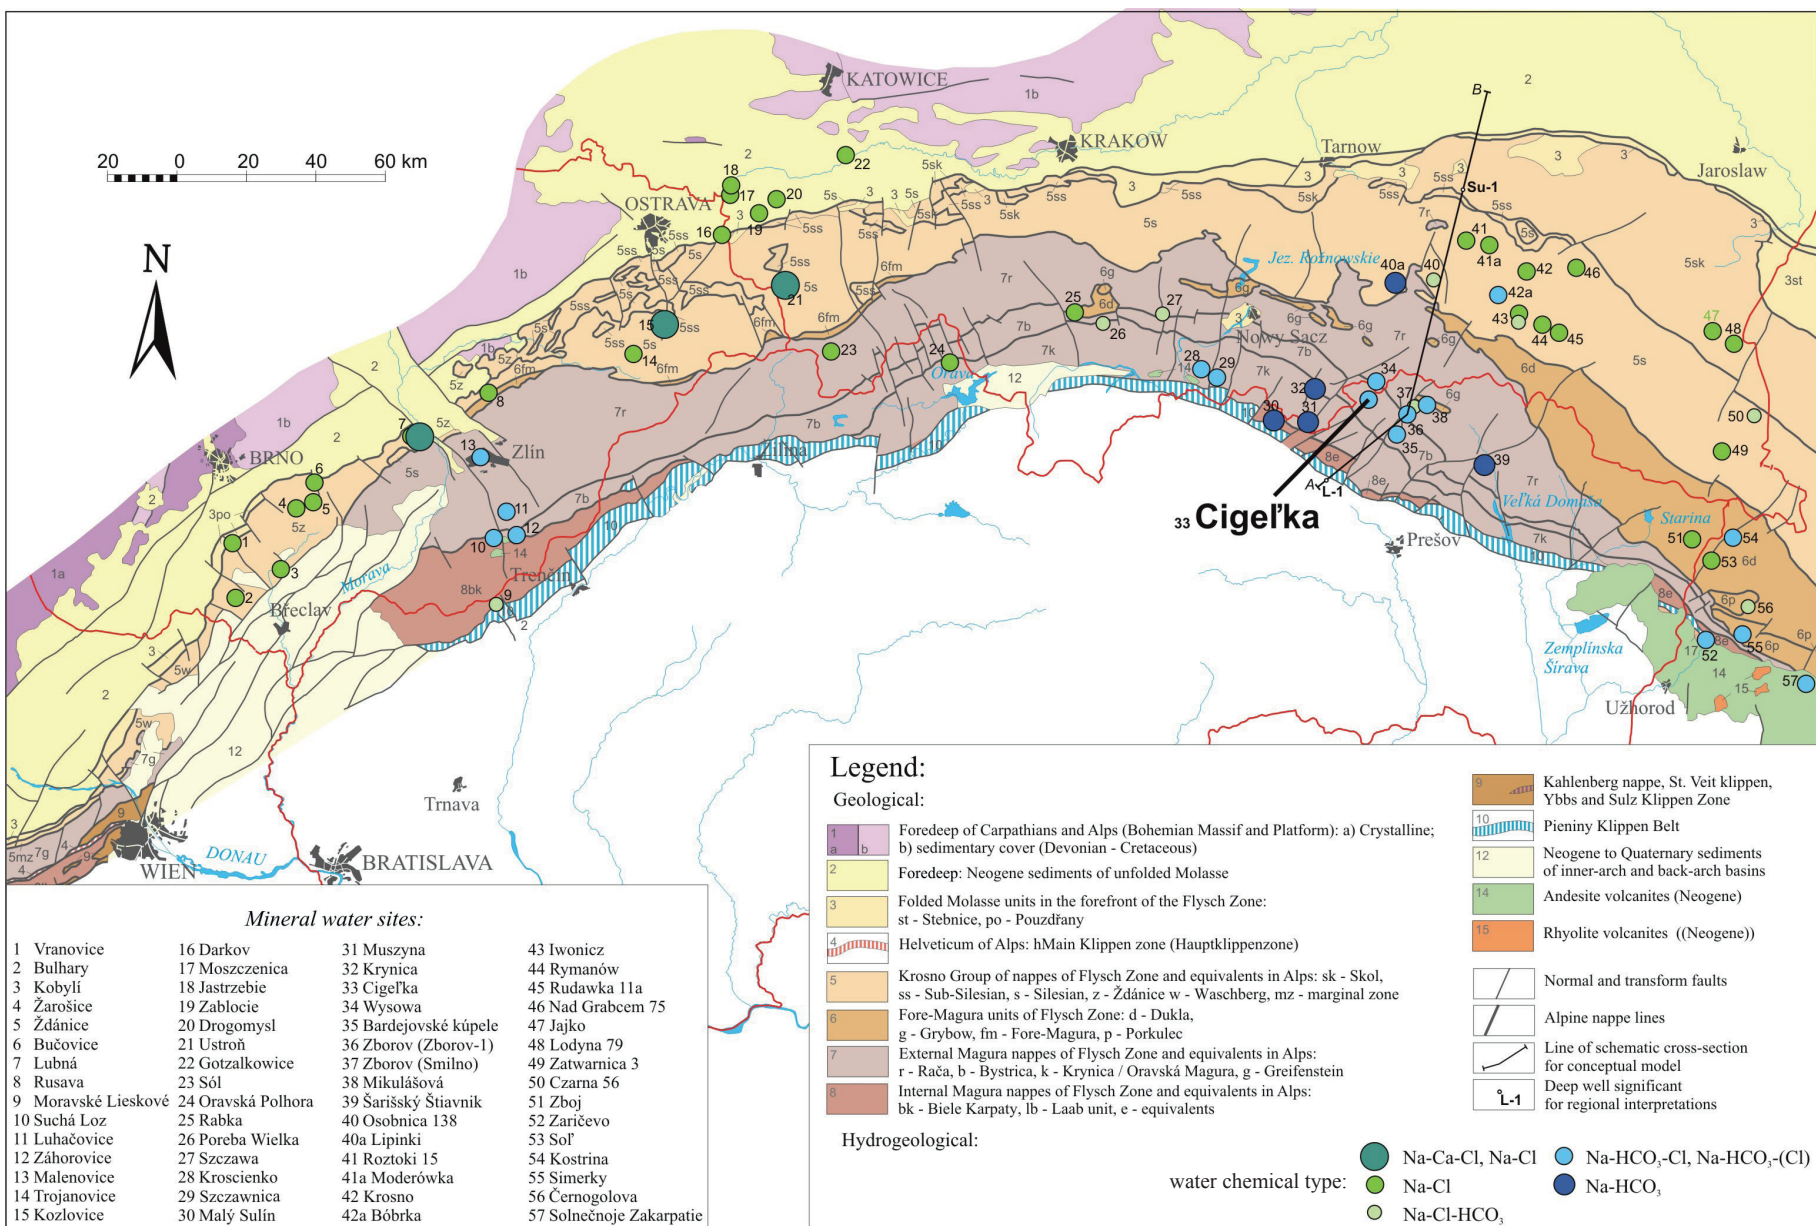 KATOWICE
KRAKOW
Tarnow
Jaroslaw
OSTRAVA
20 0 20 40 60 km
N
Jez. Rożnowskie
Nowy Sacz
Orava
BRNO
Zlín
Žilina
Trenčín
Morava
Břeclav
Su-1
B
A
L-1
33 Cigeľka
Prešov
Veľká Domaša
Starina
Zemplínska
Šírava
Užhorod
Trnava
DONAU
WIEN
BRATISLAVA
Mineral water sites:
1 Vranovice
2 Bulhary
3 Kobylí
4 Žarošice
5 Ždánice
6 Bučovice
7 Lubná
8 Rusava
9 Moravské Lieskové
10 Suchá Loz
11 Luhačovice
12 Záhorovice
13 Malenovice
14 Trojanovice
15 Kozlovice
16 Darkov
17 Moszczenica
18 Jastrzebie
19 Zablocie
20 Drogomysl
21 Ustroň
22 Gotzalkowice
23 Sól
24 Oravská Polhora
25 Rabka
26 Poreba Wielka
27 Szczawa
28 Kroscienko
29 Szczawnica
30 Malý Sulín
31 Muszyna
32 Krynica
33 Cigeľka
34 Wysowa
35 Bardejovské kúpele
36 Zborov (Zborov-1)
37 Zborov (Smilno)
38 Mikulášová
39 Šarišský Štiavnik
40 Osobnica 138
40a Lipinki
41 Roztoki 15
41a Moderówka
42 Krosno
42a Bóbrka
43 Iwonicz
44 Rymanów
45 Rudawka 11a
46 Nad Grabcem 75
47 Jajko
48 Lodyna 79
49 Zatwarnica 3
50 Czarna 56
51 Zboj
52 Zaričevo
53 Soľ
54 Kostrina
55 Simerky
56 Černogolova
57 Solnečnoje Zakarpatie
Legend:
Geological:
1 a b Foredeep of Carpathians and Alps (Bohemian Massif and Platform): a) Crystalline;
b) sedimentary cover (Devonian - Cretaceous)
2 Foredeep: Neogene sediments of unfolded Molasse
3 Folded Molasse units in the forefront of the Flysch Zone:
st - Stebnice, po - Pouzdřany
4 Helveticum of Alps: hMain Klippen zone (Hauptklippenzone)
5 Krosno Group of nappes of Flysch Zone and equivalents in Alps: sk - Skol,
ss - Sub-Silesian, s - Silesian, z - Ždánice w - Waschberg, mz - marginal zone
6 Fore-Magura units of Flysch Zone: d - Dukla,
g - Grybow, fm - Fore-Magura, p - Porkulec
7 External Magura nappes of Flysch Zone and equivalents in Alps:
r - Rača, b - Bystrica, k - Krynica / Oravská Magura, g - Greifenstein
8 Internal Magura nappes of Flysch Zone and equivalents in Alps:
bk - Biele Karpaty, lb - Laab unit, e - equivalents
9 Kahlenberg nappe, St. Veit klippen,
Ybbs and Sulz Klippen Zone
10 Pieniny Klippen Belt
12 Neogene to Quaternary sediments
of inner-arch and back-arch basins
14 Andesite volcanites (Neogene)
15 Rhyolite volcanites ((Neogene))
Normal and transform faults
Alpine nappe lines
Line of schematic cross-section
for conceptual model
L-1 Deep well significant
for regional interpretations
Hydrogeological:
water chemical type:
Na-Ca-Cl, Na-Cl
Na-Cl
Na-Cl-HCO₃
Na-HCO₃-Cl, Na-HCO₃-(Cl)
Na-HCO₃